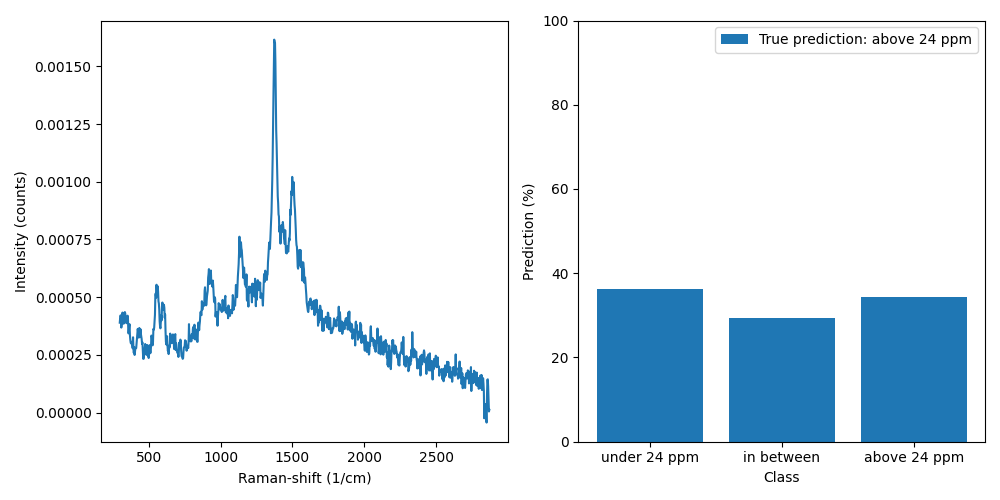 0.00150
0.00125
0.00100
0.00075
0.00050
0.00025
0.00000
500 1000 1500 2000 2500
Raman-shift (1/cm)
Intensity (counts)
100
80
60
40
20
0
under 24 ppm in between above 24 ppm
Class
Prediction (%)
True prediction: above 24 ppm